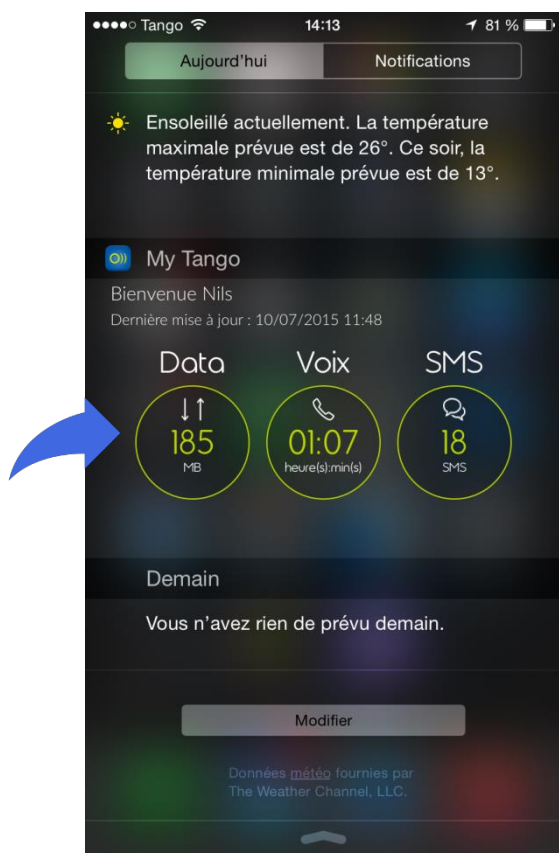 Tango 14:13 81 %
Aujourd'hui Notifications
Ensoleillé actuellement. La température
maximale prévue est de 26°. Ce soir, la
température minimale prévue est de 13°.
My Tango
Bienvenue Nils
Dernière mise à jour : 10/07/2015 11:48
Data Voix SMS
185 01:07 18
MB heure(s):min(s) SMS
Demain
Vous n'avez rien de prévu demain.
Modifier
Données météo fournies par
The Weather Channel, LLC.